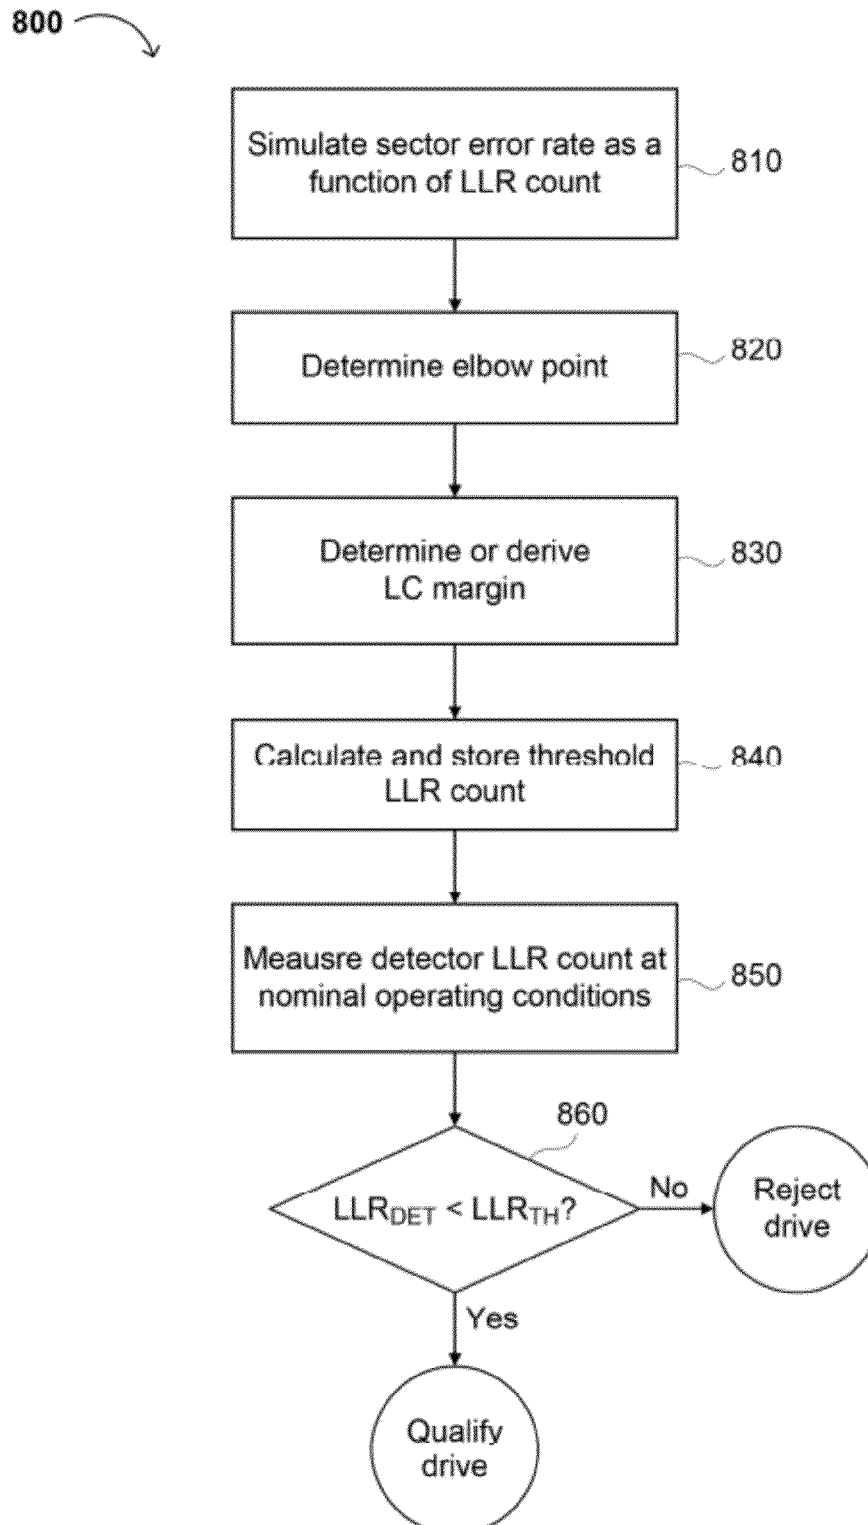 800
Simulate sector error rate as a
function of LLR count
810
Determine elbow point
820
Determine or derive
LC margin
830
Calculate and store threshold
LLR count
840
Meausre detector LLR count at
nominal operating conditions
850
860
LLRDET < LLRTH?
No
Reject
drive
Yes
Qualify
drive